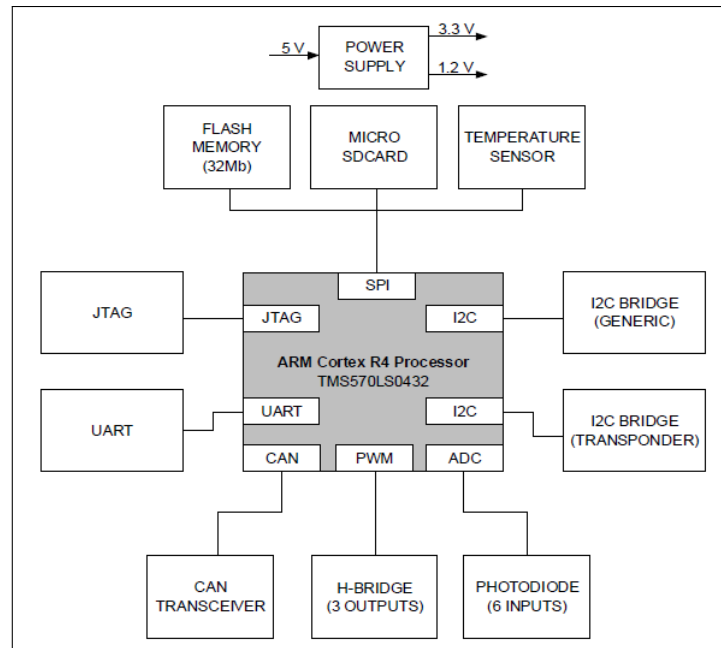 5 V
POWER
SUPPLY
3.3 V
1.2 V
FLASH
MEMORY
(32Mb)
MICRO
SDCARD
TEMPERATURE
SENSOR
SPI
JTAG
JTAG
I2C
I2C BRIDGE
(GENERIC)
ARM Cortex R4 Processor
TMS570LS0432
UART
UART
I2C
I2C BRIDGE
(TRANSPONDER)
CAN
PWM
ADC
CAN
TRANSCEIVER
H-BRIDGE
(3 OUTPUTS)
PHOTODIODE
(6 INPUTS)